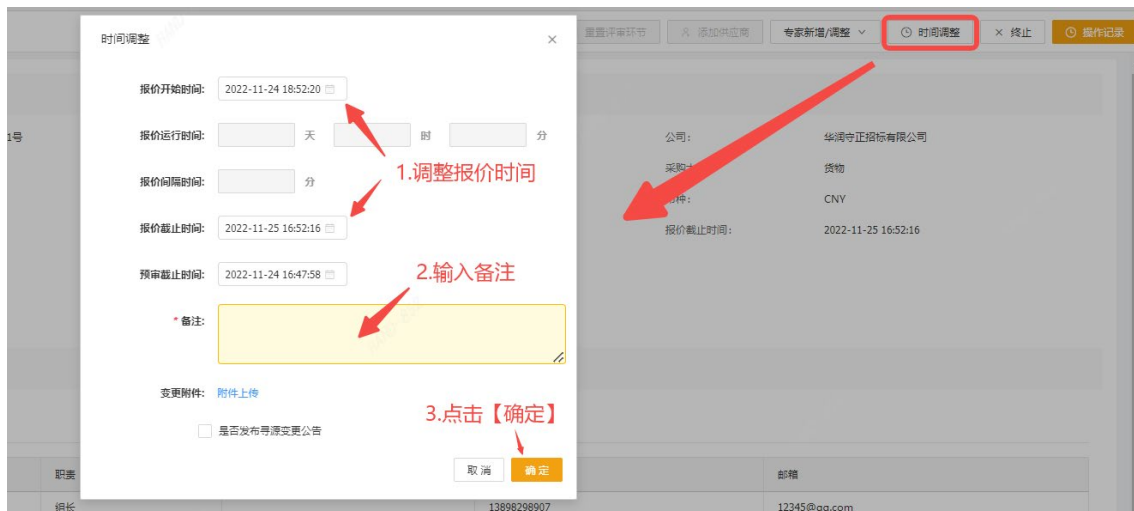 时间调整 ×
重置评审环节 添加供应商 专家新增/调整 时间调整 × 终止 操作记录
报价开始时间: 2022-11-24 18:52:20
1号
报价运行时间: 天 时 分
公司: 华润守正招标有限公司
1.调整报价时间
采购 货物
报价间隔时间: 分
币种: CNY
报价截止时间: 2022-11-25 16:52:16
报价截止时间: 2022-11-25 16:52:16
预审截止时间: 2022-11-24 16:47:58
2.输入备注
* 备注:
变更附件: 附件上传
3.点击【确定】
是否发布寻源变更公告
取消 确定
职责 邮箱
组长 13898298907 12345@qq.com